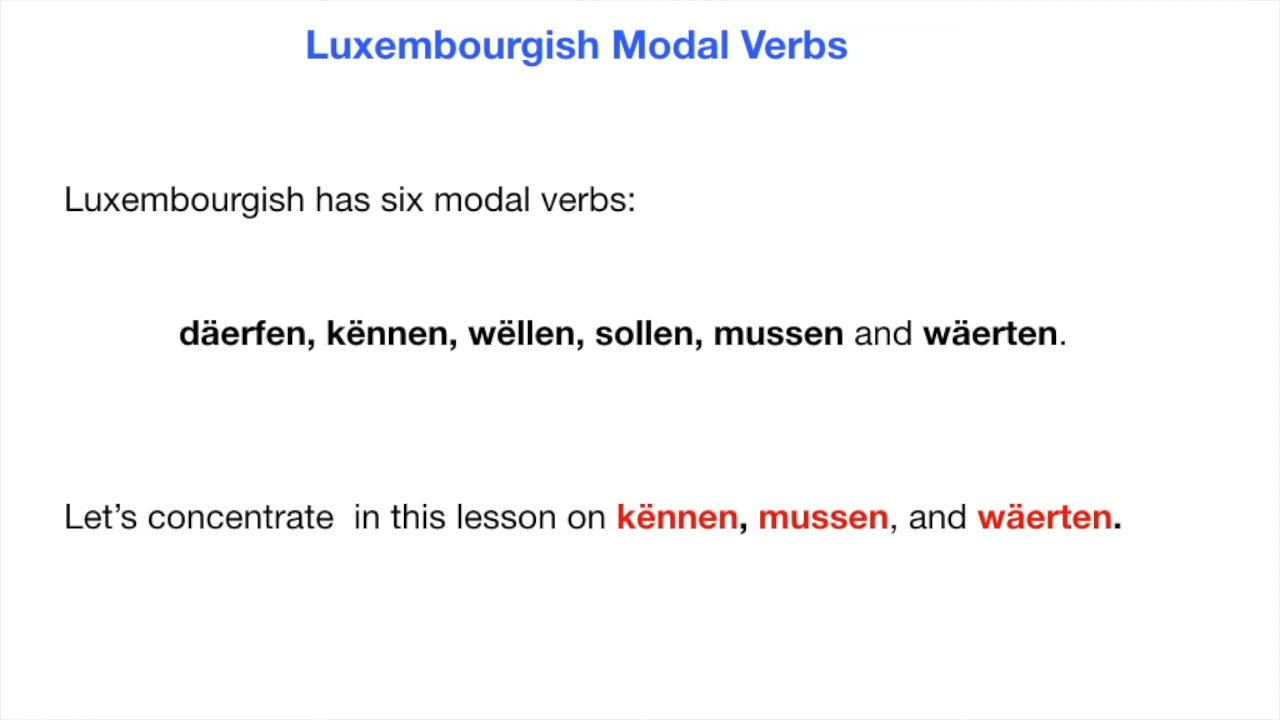 Luxembourgish Modal Verbs
Luxembourgish has six modal verbs:
däerfen, kënnen, wëllen, sollen, mussen and wäerten.
Let’s concentrate  in this lesson on kënnen, mussen, and wäerten.